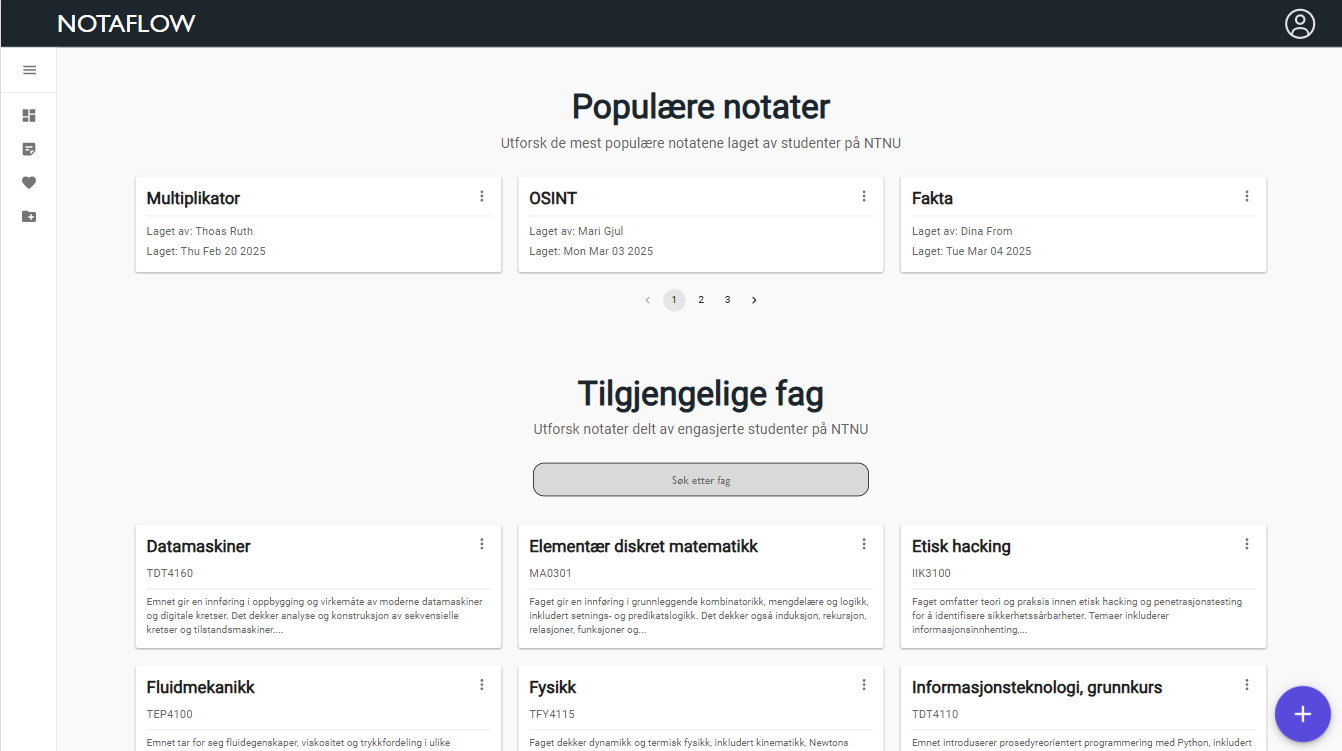 NOTAFLOW
Populære notater
Utforsk de mest populære notatene laget av studenter på NTNU
Multiplikator
Laget av: Thoas Ruth
Laget: Thu Feb 20 2025
OSINT
Laget av: Mari Gjul
Laget: Mon Mar 03 2025
Fakta
Laget av: Dina From
Laget: Tue Mar 04 2025
1 2 3
Tilgjengelige fag
Utforsk notater delt av engasjerte studenter på NTNU
Søk etter fag
Datamaskiner
TDT4160
Emnet gir en innføring i oppbygging og virkemåte av moderne datamaskiner
og digitale kretser. Det dekker analyse og konstruksjon av sekvensielle
kretser og tilstandsmaskiner....
Elementær diskret matematikk
MA0301
Faget gir en innføring i grunnleggende kombinatorikk, mengdelære og logikk,
inkludert setnings- og predikatslogikk. Det dekker også induksjon, rekursjon,
relasjoner, funksjoner og...
Etisk hacking
IIK3100
Faget omfatter teori og praksis innen etisk hacking og penetrasjonstesting
for å identifisere sikkerhetssårbarheter. Temaer inkluderer
informasjonsinnhenting,...
Fluidmekanikk
TEP4100
Emnet tar for seg fluidegenskaper, viskositet og trykkfordeling i ulike
Fysikk
TFY4115
Faget dekker dynamikk og termisk fysikk, inkludert kinematikk, Newtons
Informasjonsteknologi, grunnkurs
TDT4110
Emnet introduserer prosedyreorientert programmering med Python, inkludert